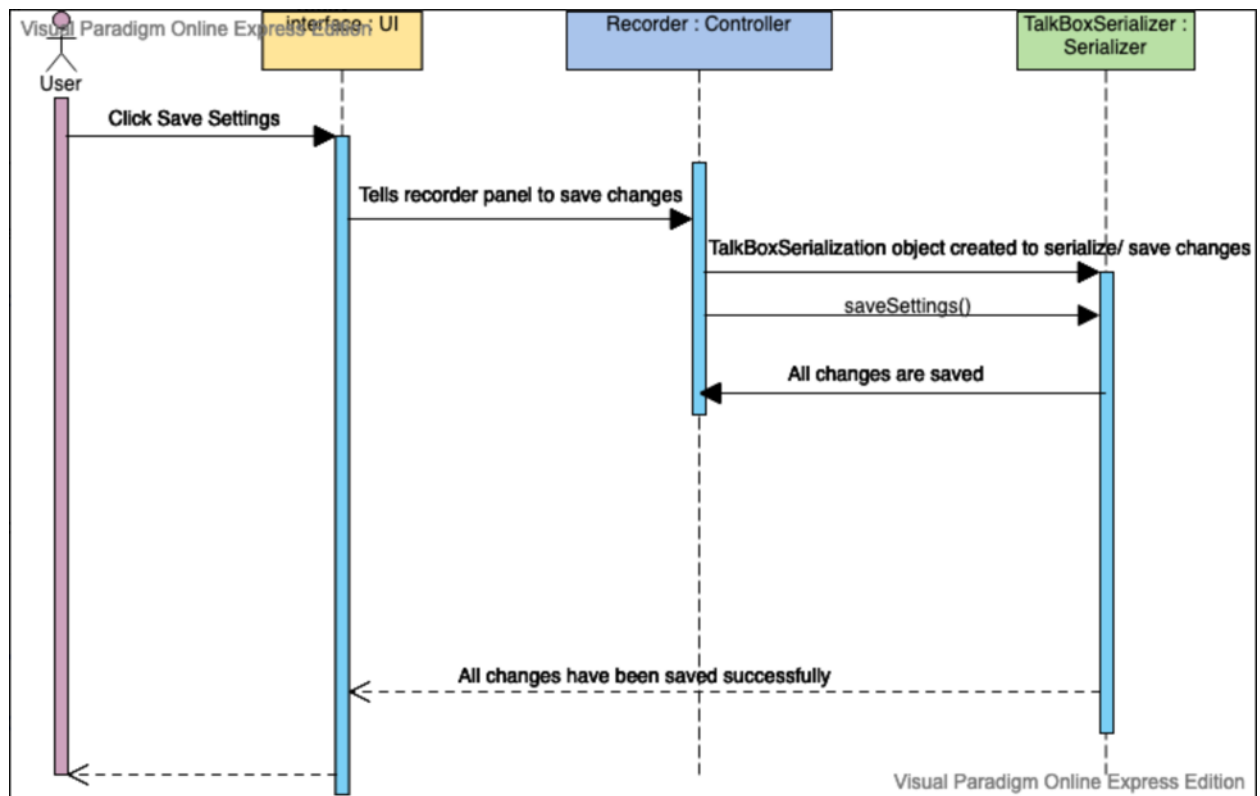 Visual Paradigm Online Express Edition
interface : UI
Recorder : Controller
TalkBoxSerializer :
Serializer
User
Click Save Settings
Tells recorder panel to save changes
TalkBoxSerialization object created to serialize/ save changes
saveSettings()
All changes are saved
All changes have been saved successfully
Visual Paradigm Online Express Edition